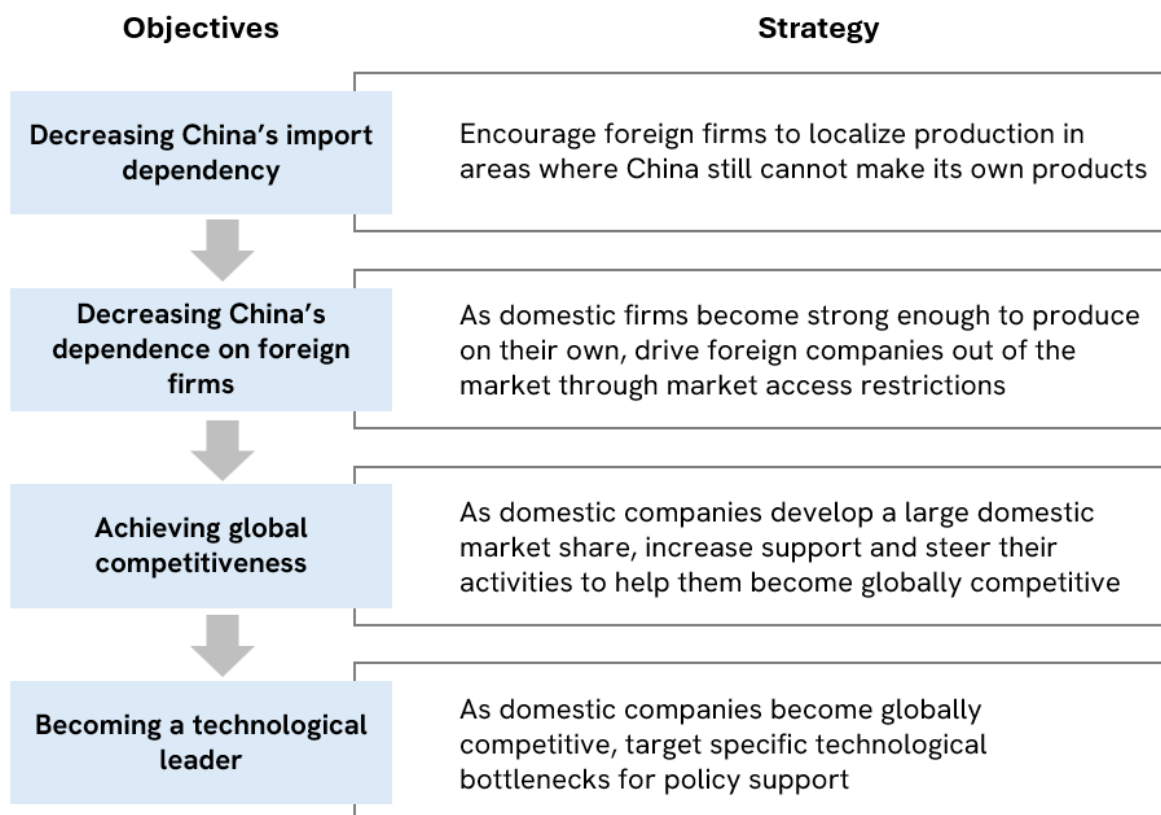 Objectives
Strategy
Decreasing China’s import
dependency
Encourage foreign firms to localize production in
areas where China still cannot make its own products
Decreasing China’s
dependence on foreign
firms
As domestic firms become strong enough to produce
on their own, drive foreign companies out of the
market through market access restrictions
Achieving global
competitiveness
As domestic companies develop a large domestic
market share, increase support and steer their
activities to help them become globally competitive
Becoming a technological
leader
As domestic companies become globally
competitive, target specific technological
bottlenecks for policy support